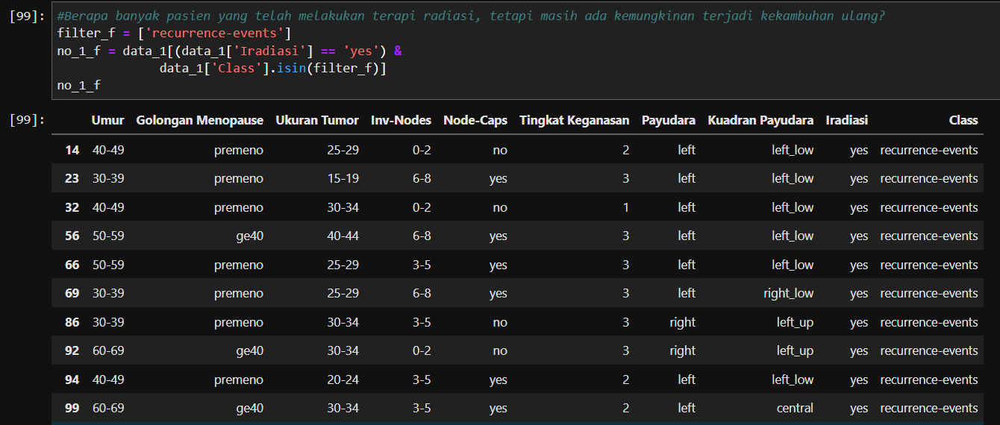 [99]: #Berapa banyak pasien yang telah melakukan terapi radiasi, tetapi masih ada kemungkinan terjadi kekambuhan ulang?
filter_f = ['recurrence-events']
no_1_f = data_1[(data_1['Iradiasi'] == 'yes') &
data_1['Class'].isin(filter_f)]
no_1_f
[99]: Umur Golongan Menopause Ukuran Tumor Inv-Nodes Node-Caps Tingkat Keganasan Payudara Kuadran Payudara Iradiasi Class
14 40-49 premeno 25-29 0-2 no 2 left left_low yes recurrence-events
23 30-39 premeno 15-19 6-8 yes 3 left left_low yes recurrence-events
32 40-49 premeno 30-34 0-2 no 1 left left_low yes recurrence-events
56 50-59 ge40 40-44 6-8 yes 3 left left_low yes recurrence-events
66 50-59 premeno 25-29 3-5 yes 3 left left_low yes recurrence-events
69 30-39 premeno 25-29 6-8 yes 3 left right_low yes recurrence-events
86 30-39 premeno 30-34 3-5 no 3 right left_up yes recurrence-events
92 60-69 ge40 30-34 0-2 no 3 right left_up yes recurrence-events
94 40-49 premeno 20-24 3-5 yes 2 left left_low yes recurrence-events
99 60-69 ge40 30-34 3-5 yes 2 left central yes recurrence-events